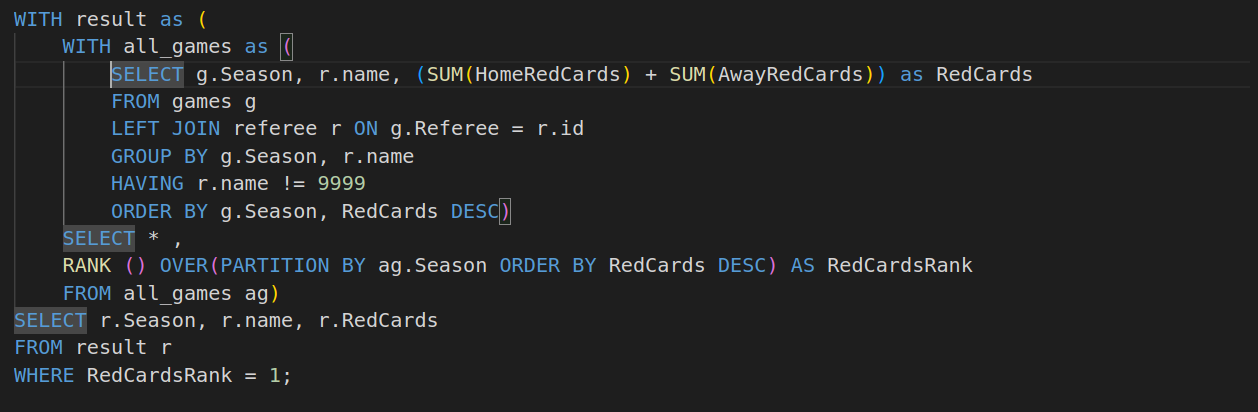 WITH result as (
WITH all_games as (
SELECT g.Season, r.name, (SUM(HomeRedCards) + SUM(AwayRedCards)) as RedCards
FROM games g
LEFT JOIN referee r ON g.Referee = r.id
GROUP BY g.Season, r.name
HAVING r.name != 9999
ORDER BY g.Season, RedCards DESC)
SELECT * ,
RANK () OVER(PARTITION BY ag.Season ORDER BY RedCards DESC) AS RedCardsRank
FROM all_games ag)
SELECT r.Season, r.name, r.RedCards
FROM result r
WHERE RedCardsRank = 1;